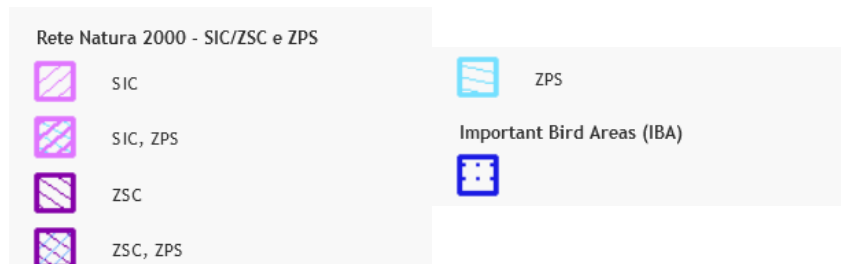 Rete Natura 2000 - SIC/ZSC e ZPS
SIC
SIC, ZPS
ZSC
ZSC, ZPS
ZPS
Important Bird Areas (IBA)